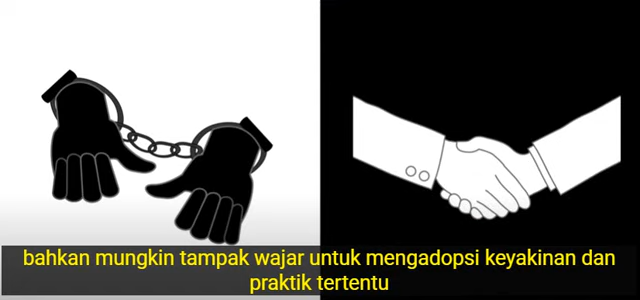 bahkan mungkin tampak wajar untuk mengadopsi keyakinan dan
praktik tertentu